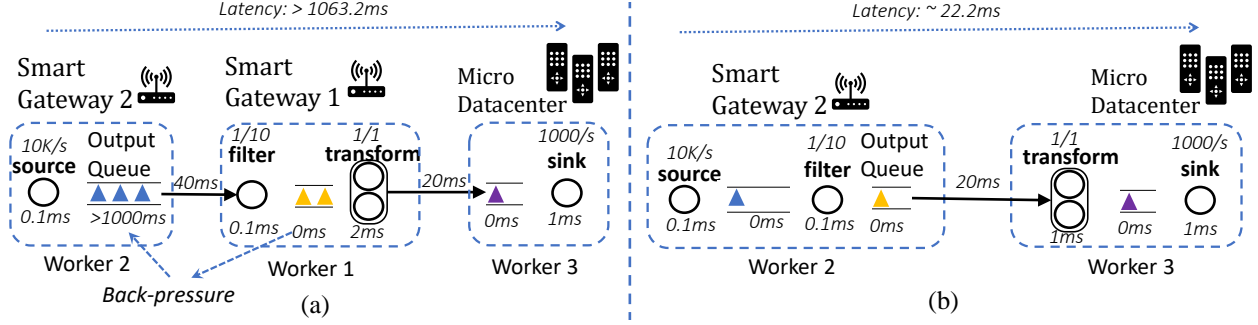 Latency: > 1063.2ms
Smart
Gateway 2
Smart
Gateway 1
Micro
Datacenter
10K/s
source
0.1ms
Output
Queue
>1000ms
40ms
1/10
filter
0.1ms
0ms
1/1
transform
2ms
20ms
0ms
1000/s
sink
1ms
Worker 2
Worker 1
Worker 3
Back-pressure
(a)
Latency: ~ 22.2ms
Smart
Gateway 2
Micro
Datacenter
10K/s
source
0.1ms
0ms
1/10
filter
0.1ms
Output
Queue
0ms
20ms
1/1
transform
1ms
0ms
1000/s
sink
1ms
Worker 2
Worker 3
(b)